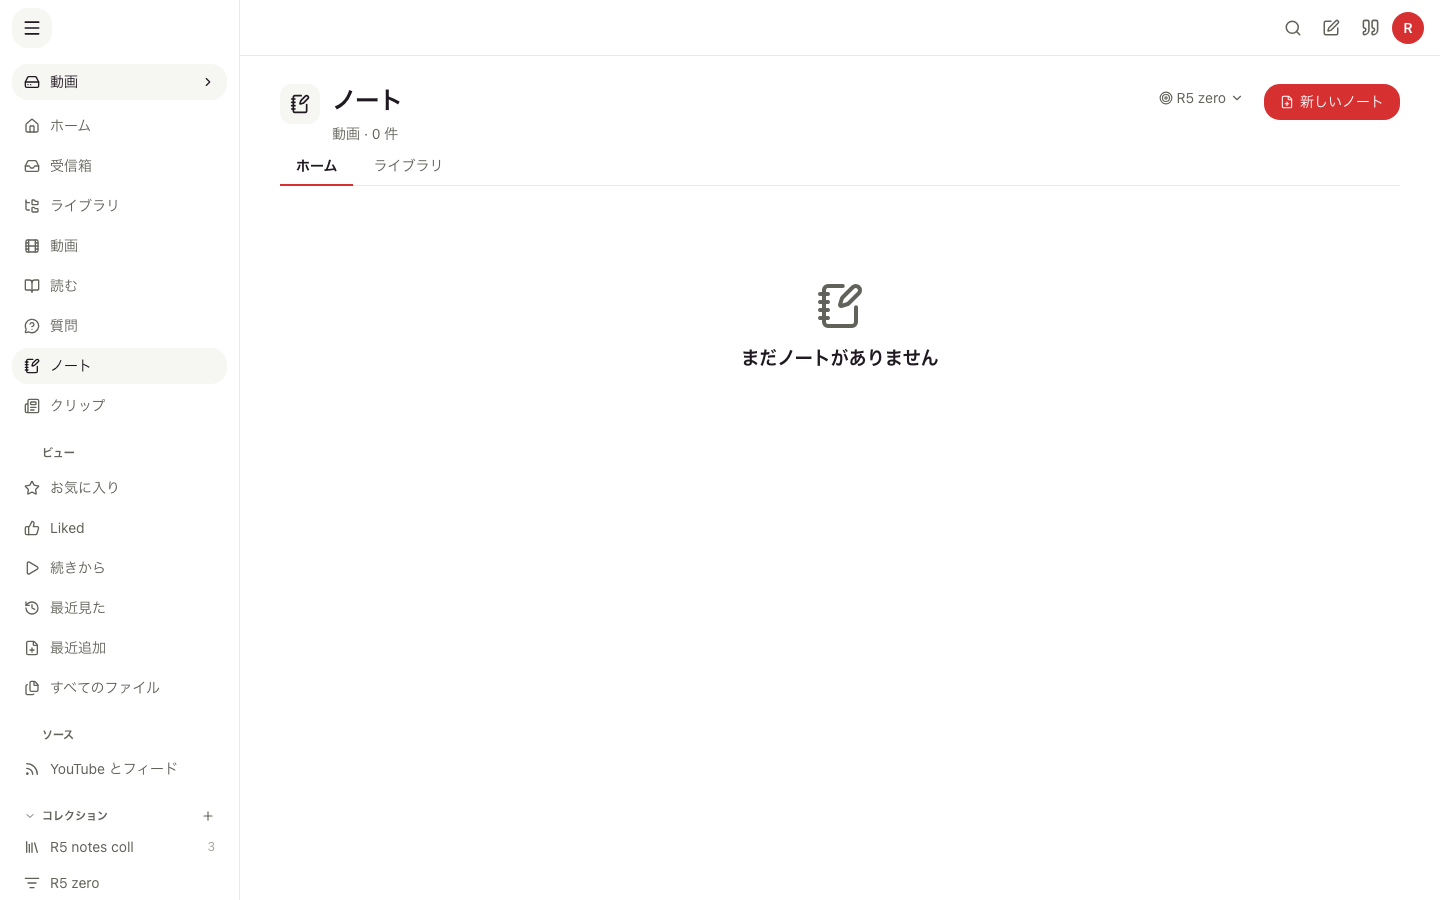 動画
ホーム
受信箱
ライブラリ
動画
読む
質問
ノート
クリップ
ビュー
お気に入り
Liked
続きから
最近見た
最近追加
すべてのファイル
ソース
YouTube とフィード
コレクション
R5 notes coll 3
R5 zero
R
ノート
動画 · 0 件
R5 zero
新しいノート
ホーム ライブラリ
まだノートがありません